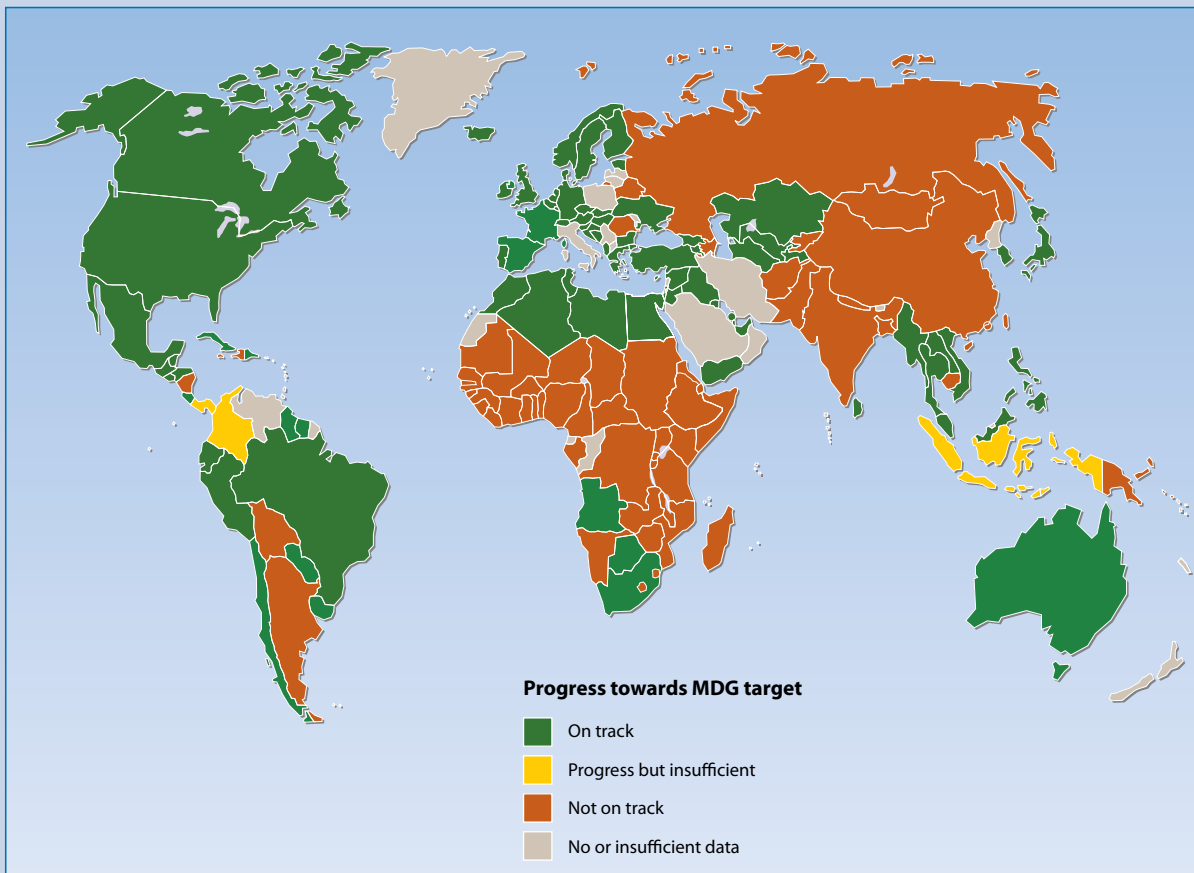 Progress towards MDG target
On track
Progress but insufficient
Not on track
No or insufficient data